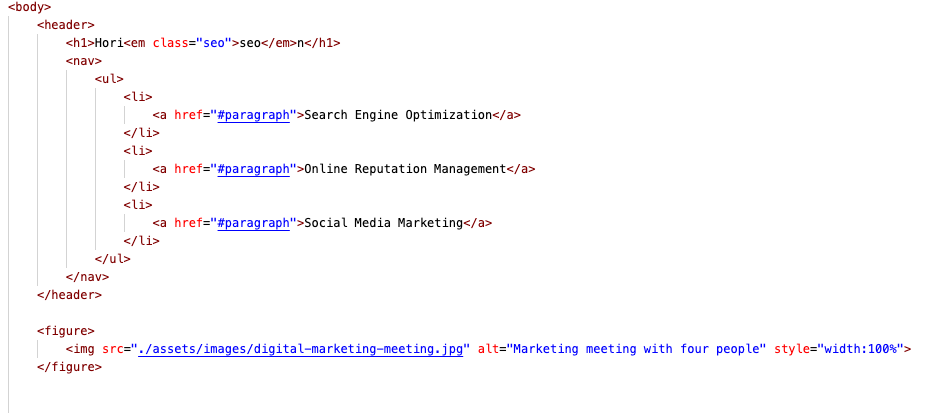 <body>
<header>
<h1>Hori<em class="seo">seo</em>n</h1>
<nav>
<ul>
<li>
<a href="#paragraph">Search Engine Optimization</a>
</li>
<li>
<a href="#paragraph">Online Reputation Management</a>
</li>
<li>
<a href="#paragraph">Social Media Marketing</a>
</li>
</ul>
</nav>
</header>
<figure>
<img src="./assets/images/digital-marketing-meeting.jpg" alt="Marketing meeting with four people" style="width:100%">
</figure>